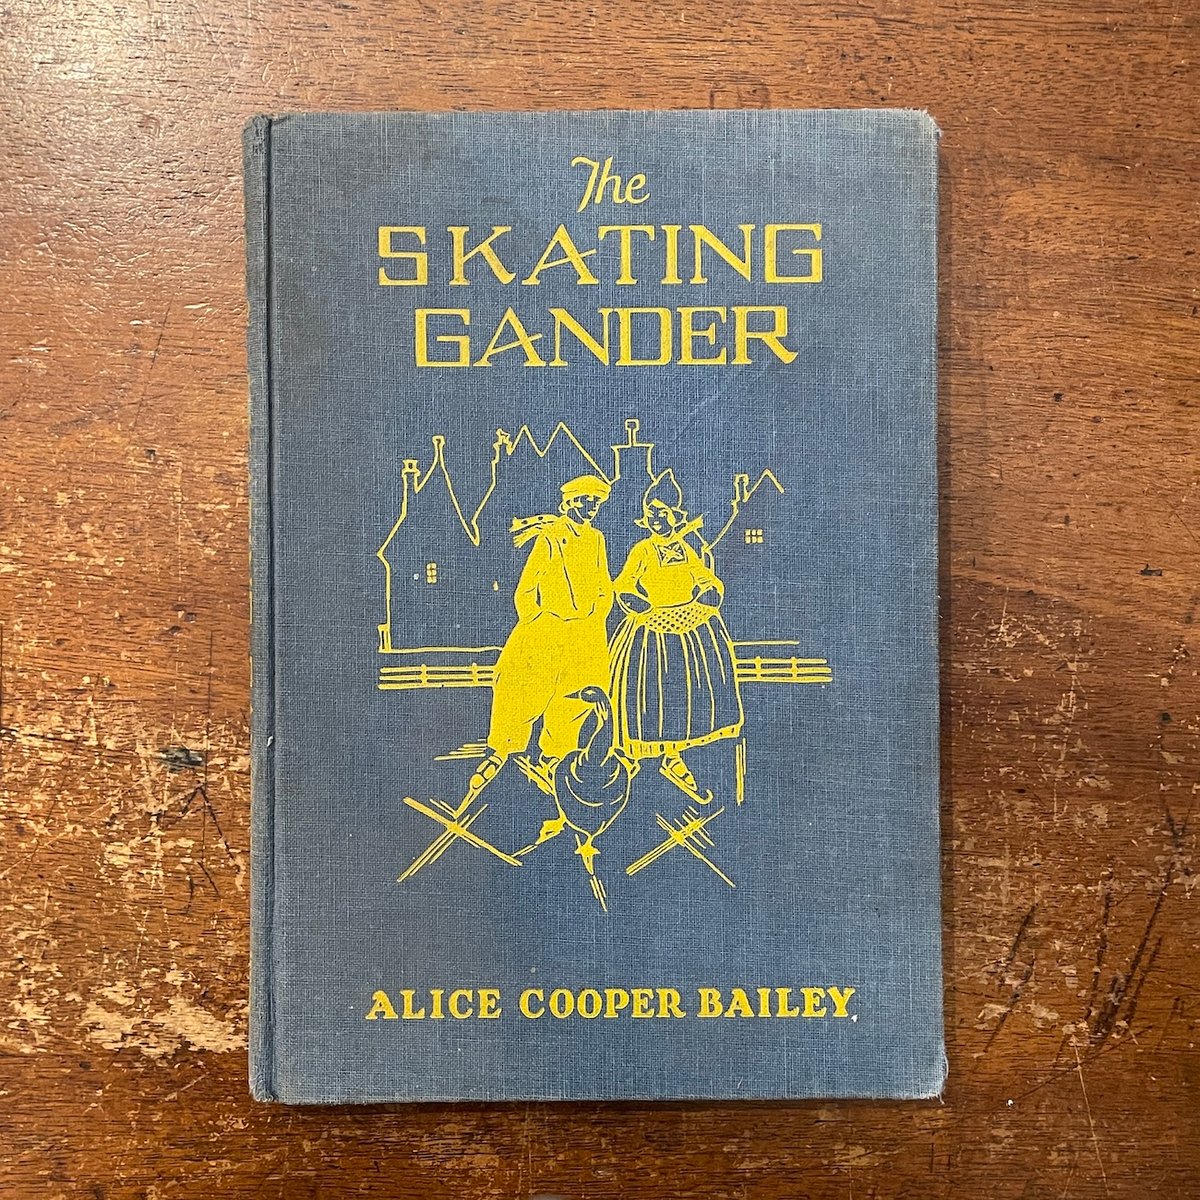 The
SKATING
GANDER
ALICE COOPER BAILEY